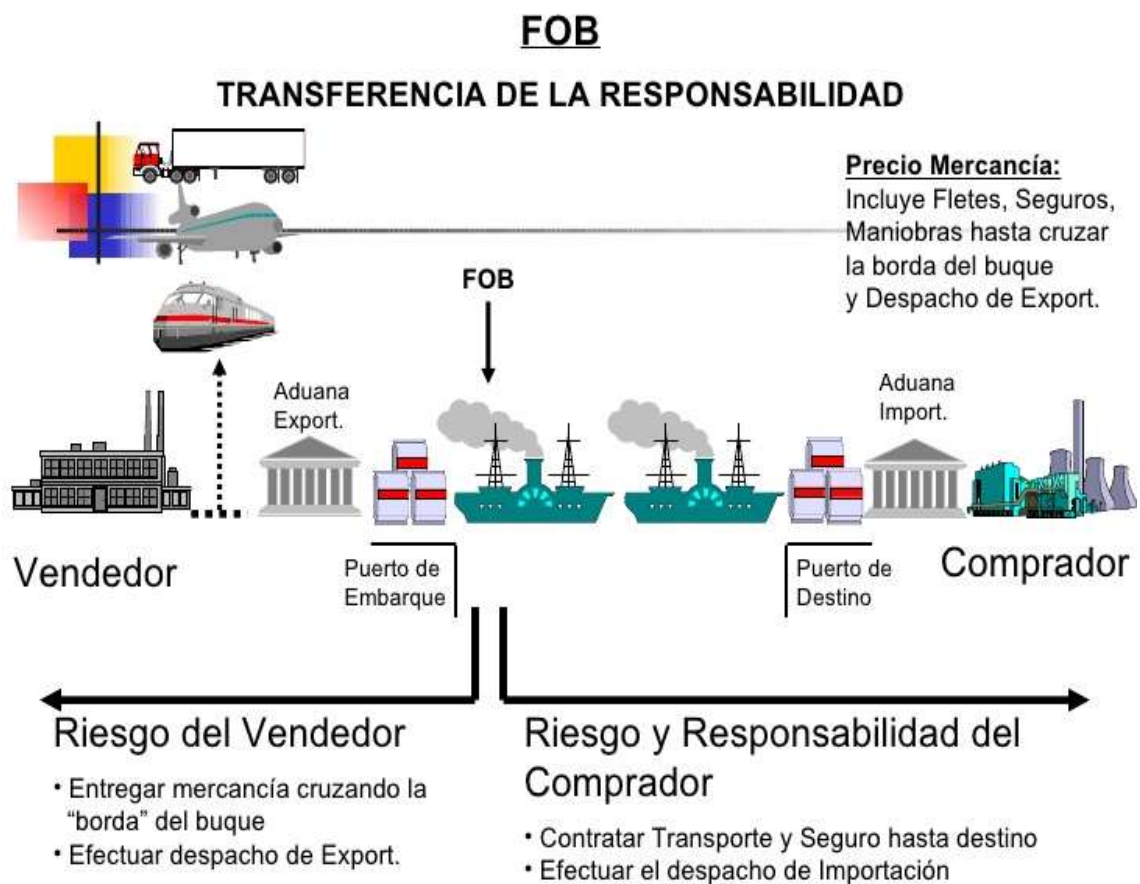 FOB
TRANSFERENCIA DE LA RESPONSABILIDAD
Precio Mercancía:
Incluye Fletes, Seguros,
Maniobras hasta cruzar
la borda del buque
y Despacho de Export.
FOB
Aduana
Export.
Aduana
Import.
Vendedor
Puerto de
Embarque
Puerto de
Destino
Comprador
Riesgo del Vendedor
• Entregar mercancía cruzando la
“borda” del buque
• Efectuar despacho de Export.
Riesgo y Responsabilidad del
Comprador
• Contratar Transporte y Seguro hasta destino
• Efectuar el despacho de Importación